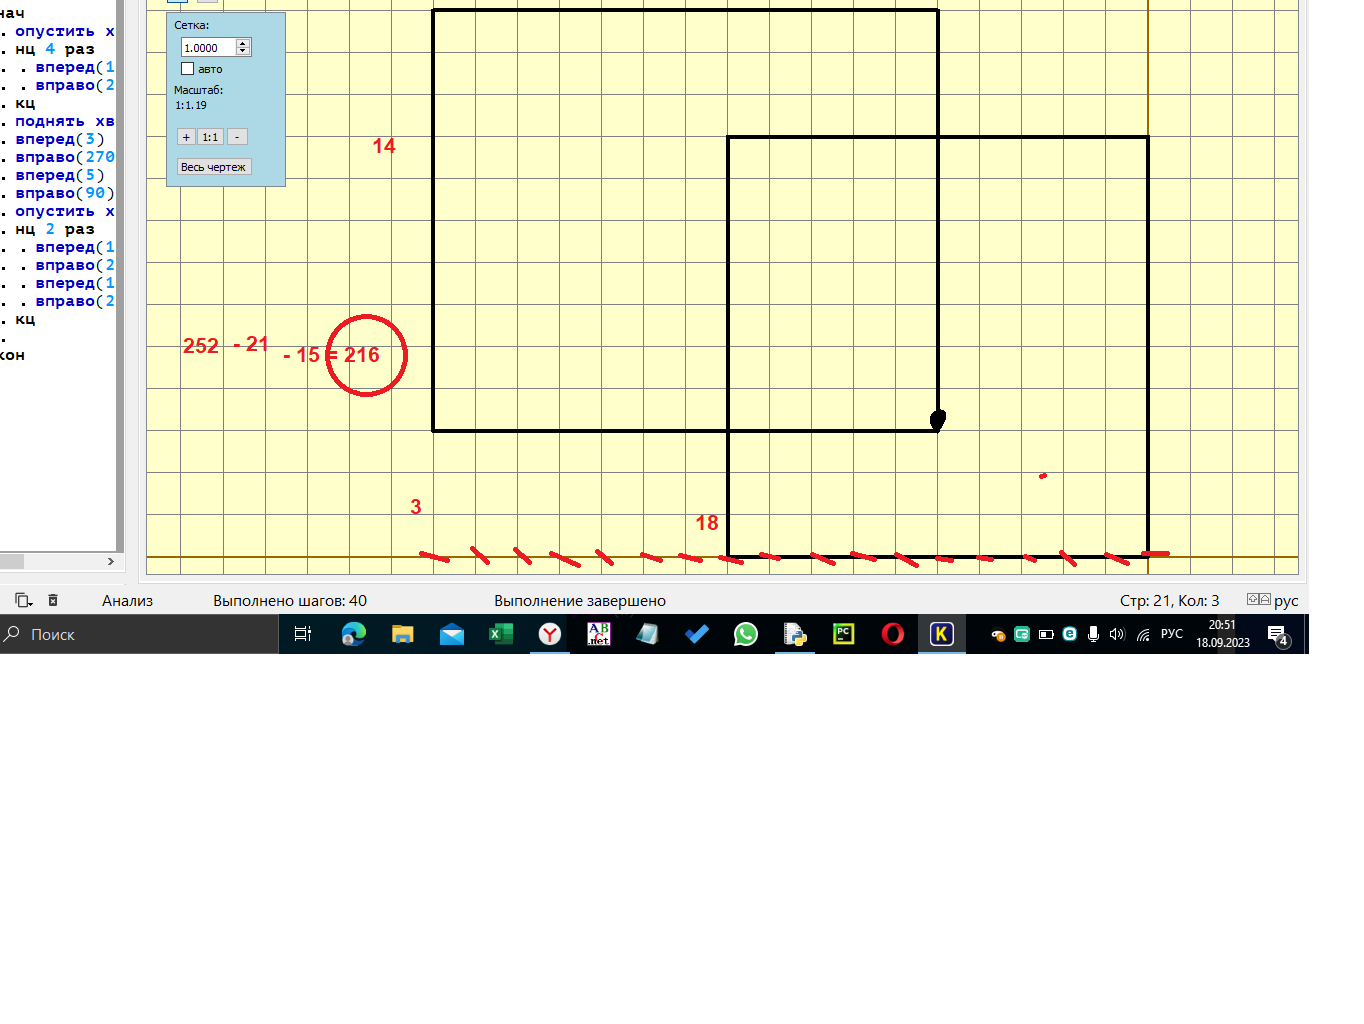 нач
. опустить х
. нц 4 раз
. . вперед(1
. . вправо(2
. кц
. поднять хв
. вперед(3)
. вправо(270
. вперед(5)
. вправо(90)
. опустить х
. нц 2 раз
. . вперед(1
. . вправо(2
. . вперед(1
. . вправо(2
. кц
.
кон
Сетка:
1.0000
авто
Масштаб:
1:1.19
+ 1:1 -
Весь чертеж
14
252 - 21 - 15 = 216
3
18
Анализ Выполнено шагов: 40 Выполнение завершено Стр: 21, Кол: 3 рус
Поиск
A B C .net
PC
K
РУС
20:51
18.09.2023
4